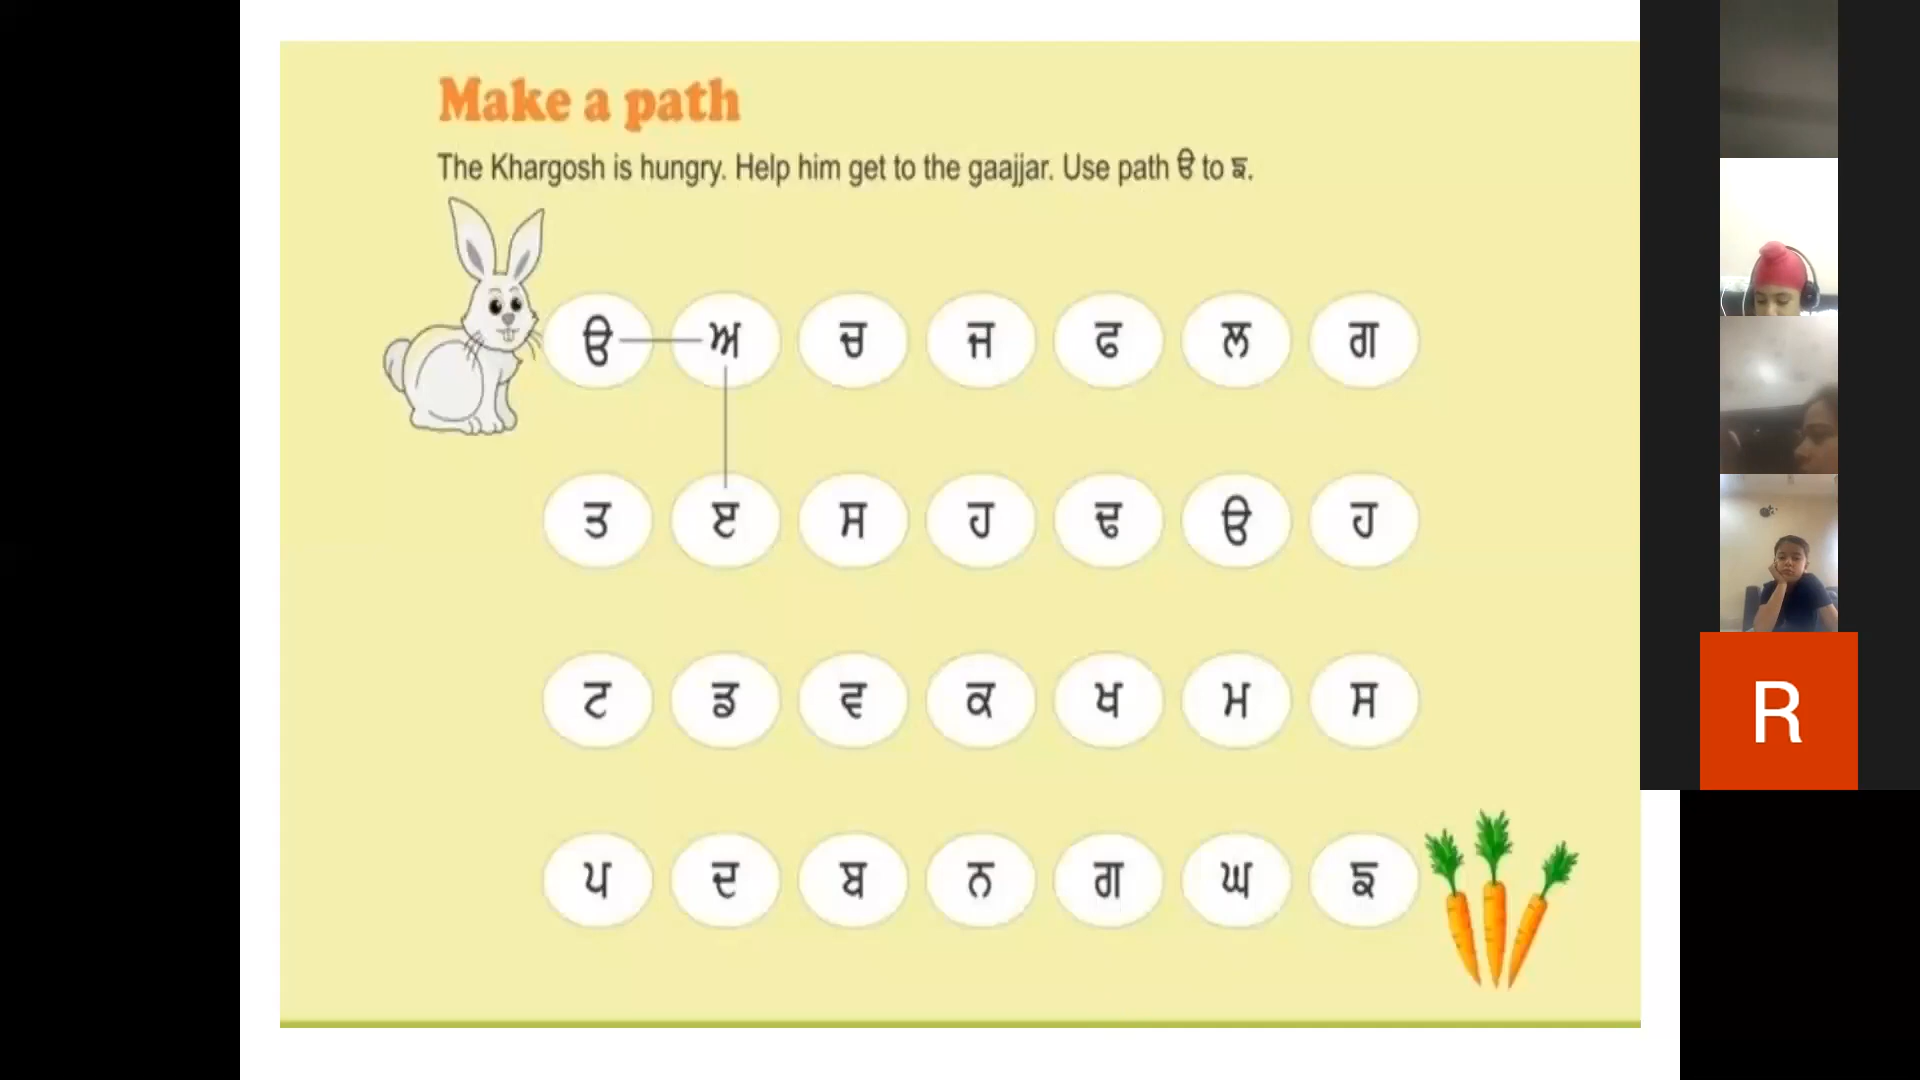 Make a path
The Khargosh is hungry. Help him get to the gaajjar. Use path ੳ to ਙ.
ੳ ਅ ਚ ਜ ਫ ਲ ਗ
ਤ ੲ ਸ ਹ ਢ ੳ ਹ
ਟ ਡ ਵ ਕ ਖ ਮ ਸ
ਪ ਦ ਬ ਨ ਗ ਘ ਙ
R